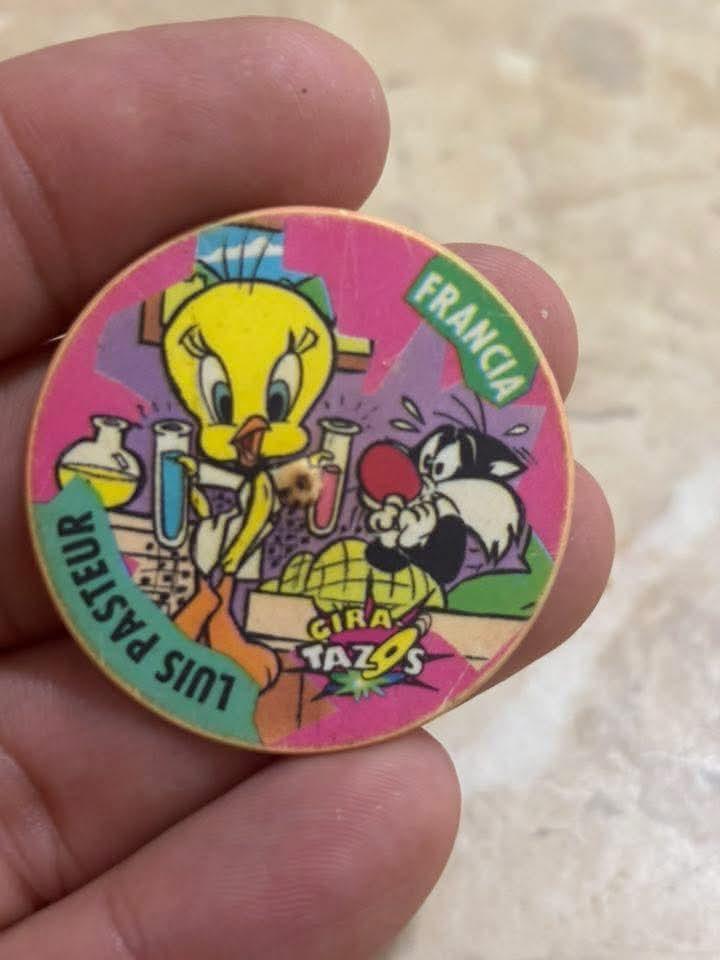 FRANCIA
LUIS PASTEUR
GIRA-
TAZOS